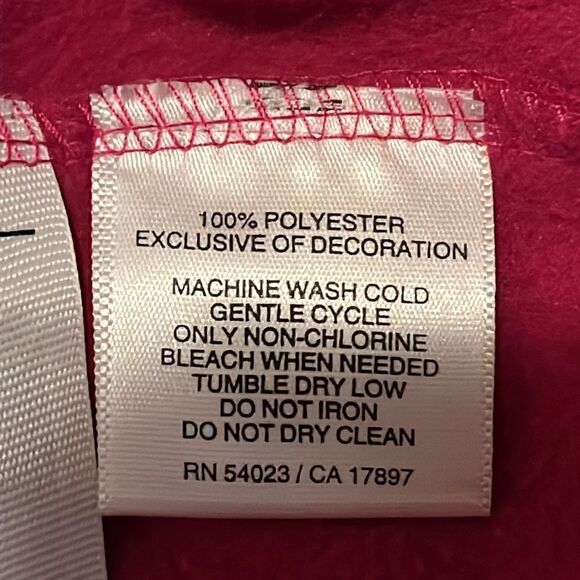 100% POLYESTER
EXCLUSIVE OF DECORATION
MACHINE WASH COLD
GENTLE CYCLE
ONLY NON-CHLORINE
BLEACH WHEN NEEDED
TUMBLE DRY LOW
DO NOT IRON
DO NOT DRY CLEAN
RN 54023 / CA 17897